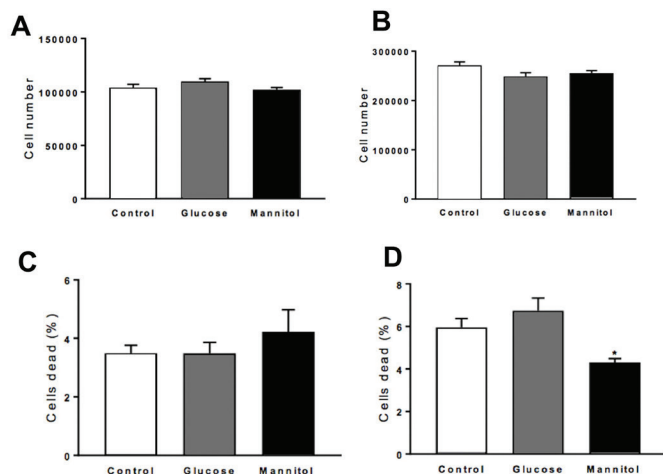 A
Cell number
150000
100000
50000
0
Control Glucose Mannitol
B
Cell number
300000
200000
100000
0
Control Glucose Mannitol
C
Cells dead (%)
6
4
2
0
Control Glucose Mannitol
D
Cells dead (%)
8
6
4
2
0
*
Control Glucose Mannitol